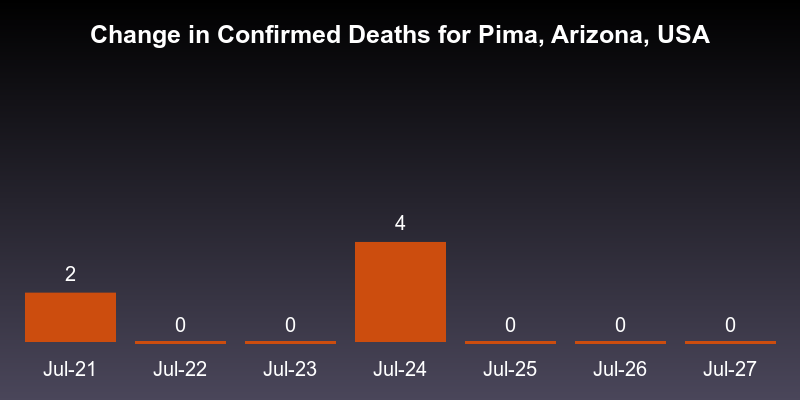 Change in Confirmed Deaths for Pima, Arizona, USA
4
2
0 0 0 0 0
Jul-21 Jul-22 Jul-23 Jul-24 Jul-25 Jul-26 Jul-27